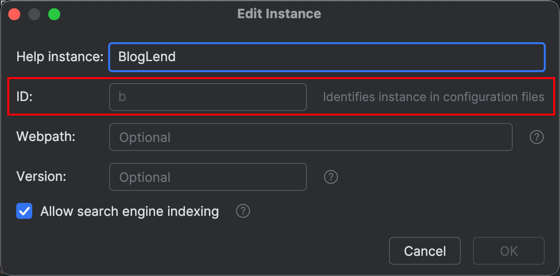 Edit Instance
Help instance: BlogLend
ID: b Identifies instance in configuration files
Webpath: Optional ?
Version: Optional ?
Allow search engine indexing ?
Cancel OK